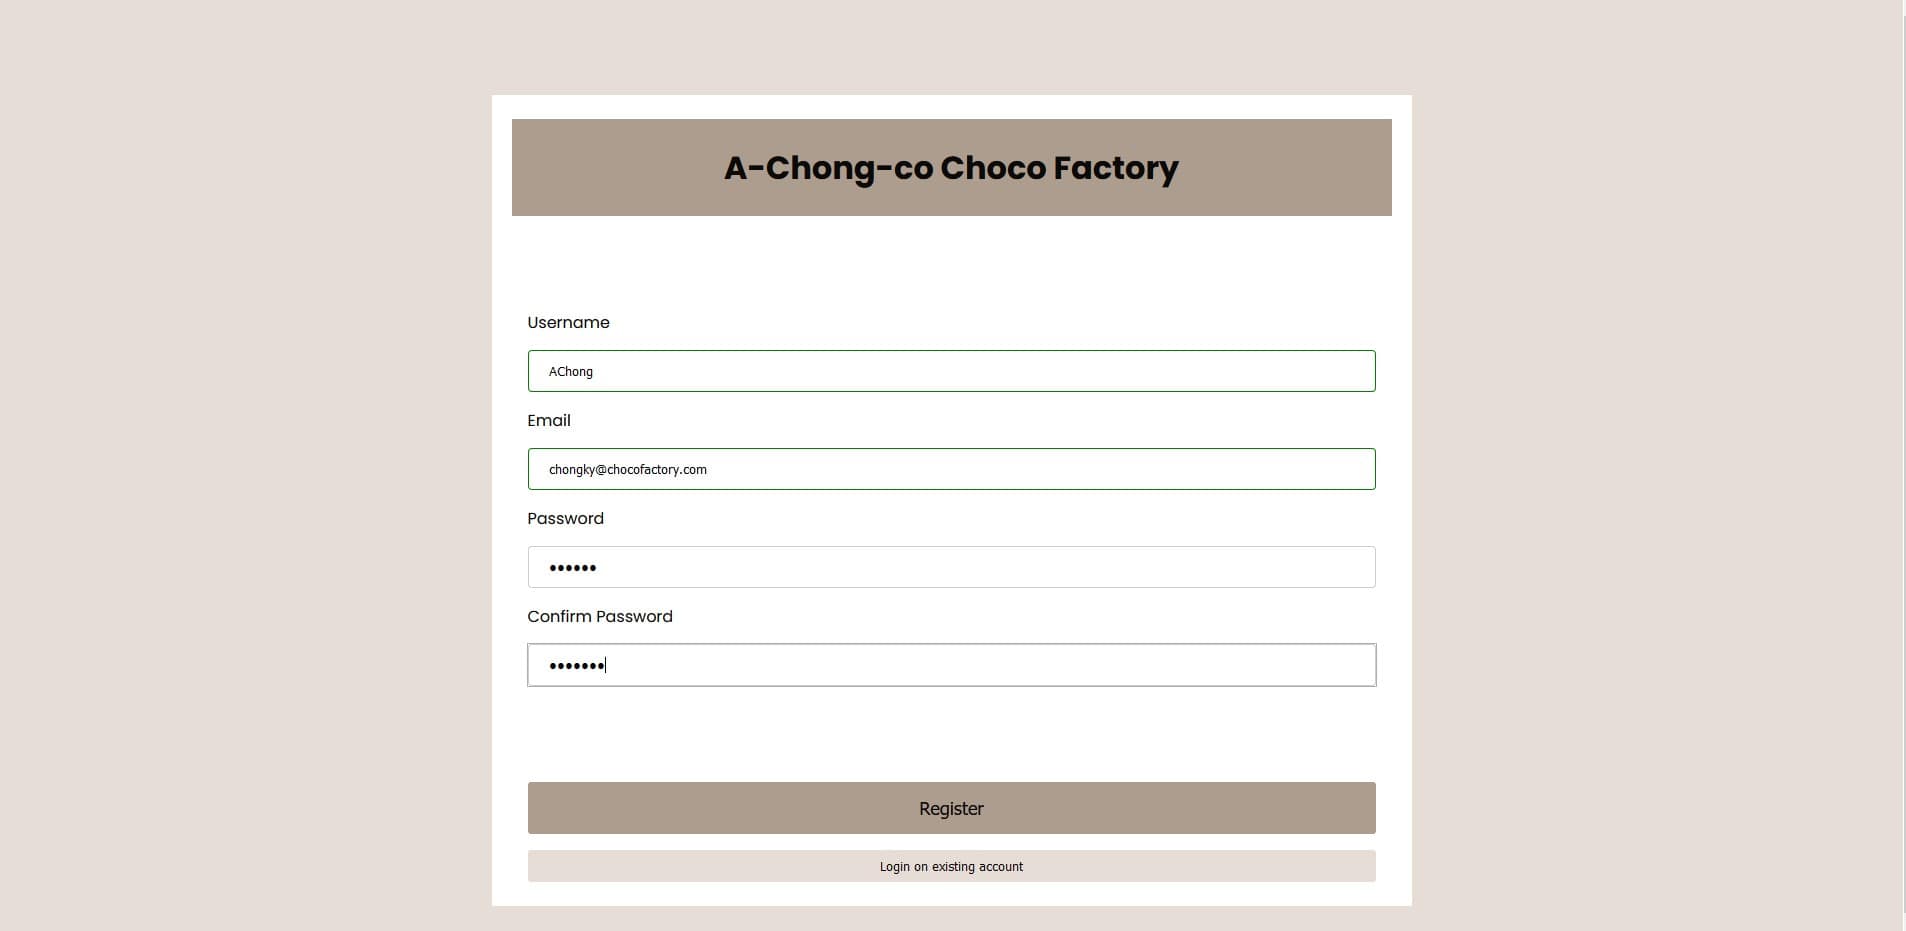 A-Chong-co Choco Factory
Username
AChong
Email
chongky@chocofactory.com
Password
••••••
Confirm Password
•••••••
Register
Login on existing account